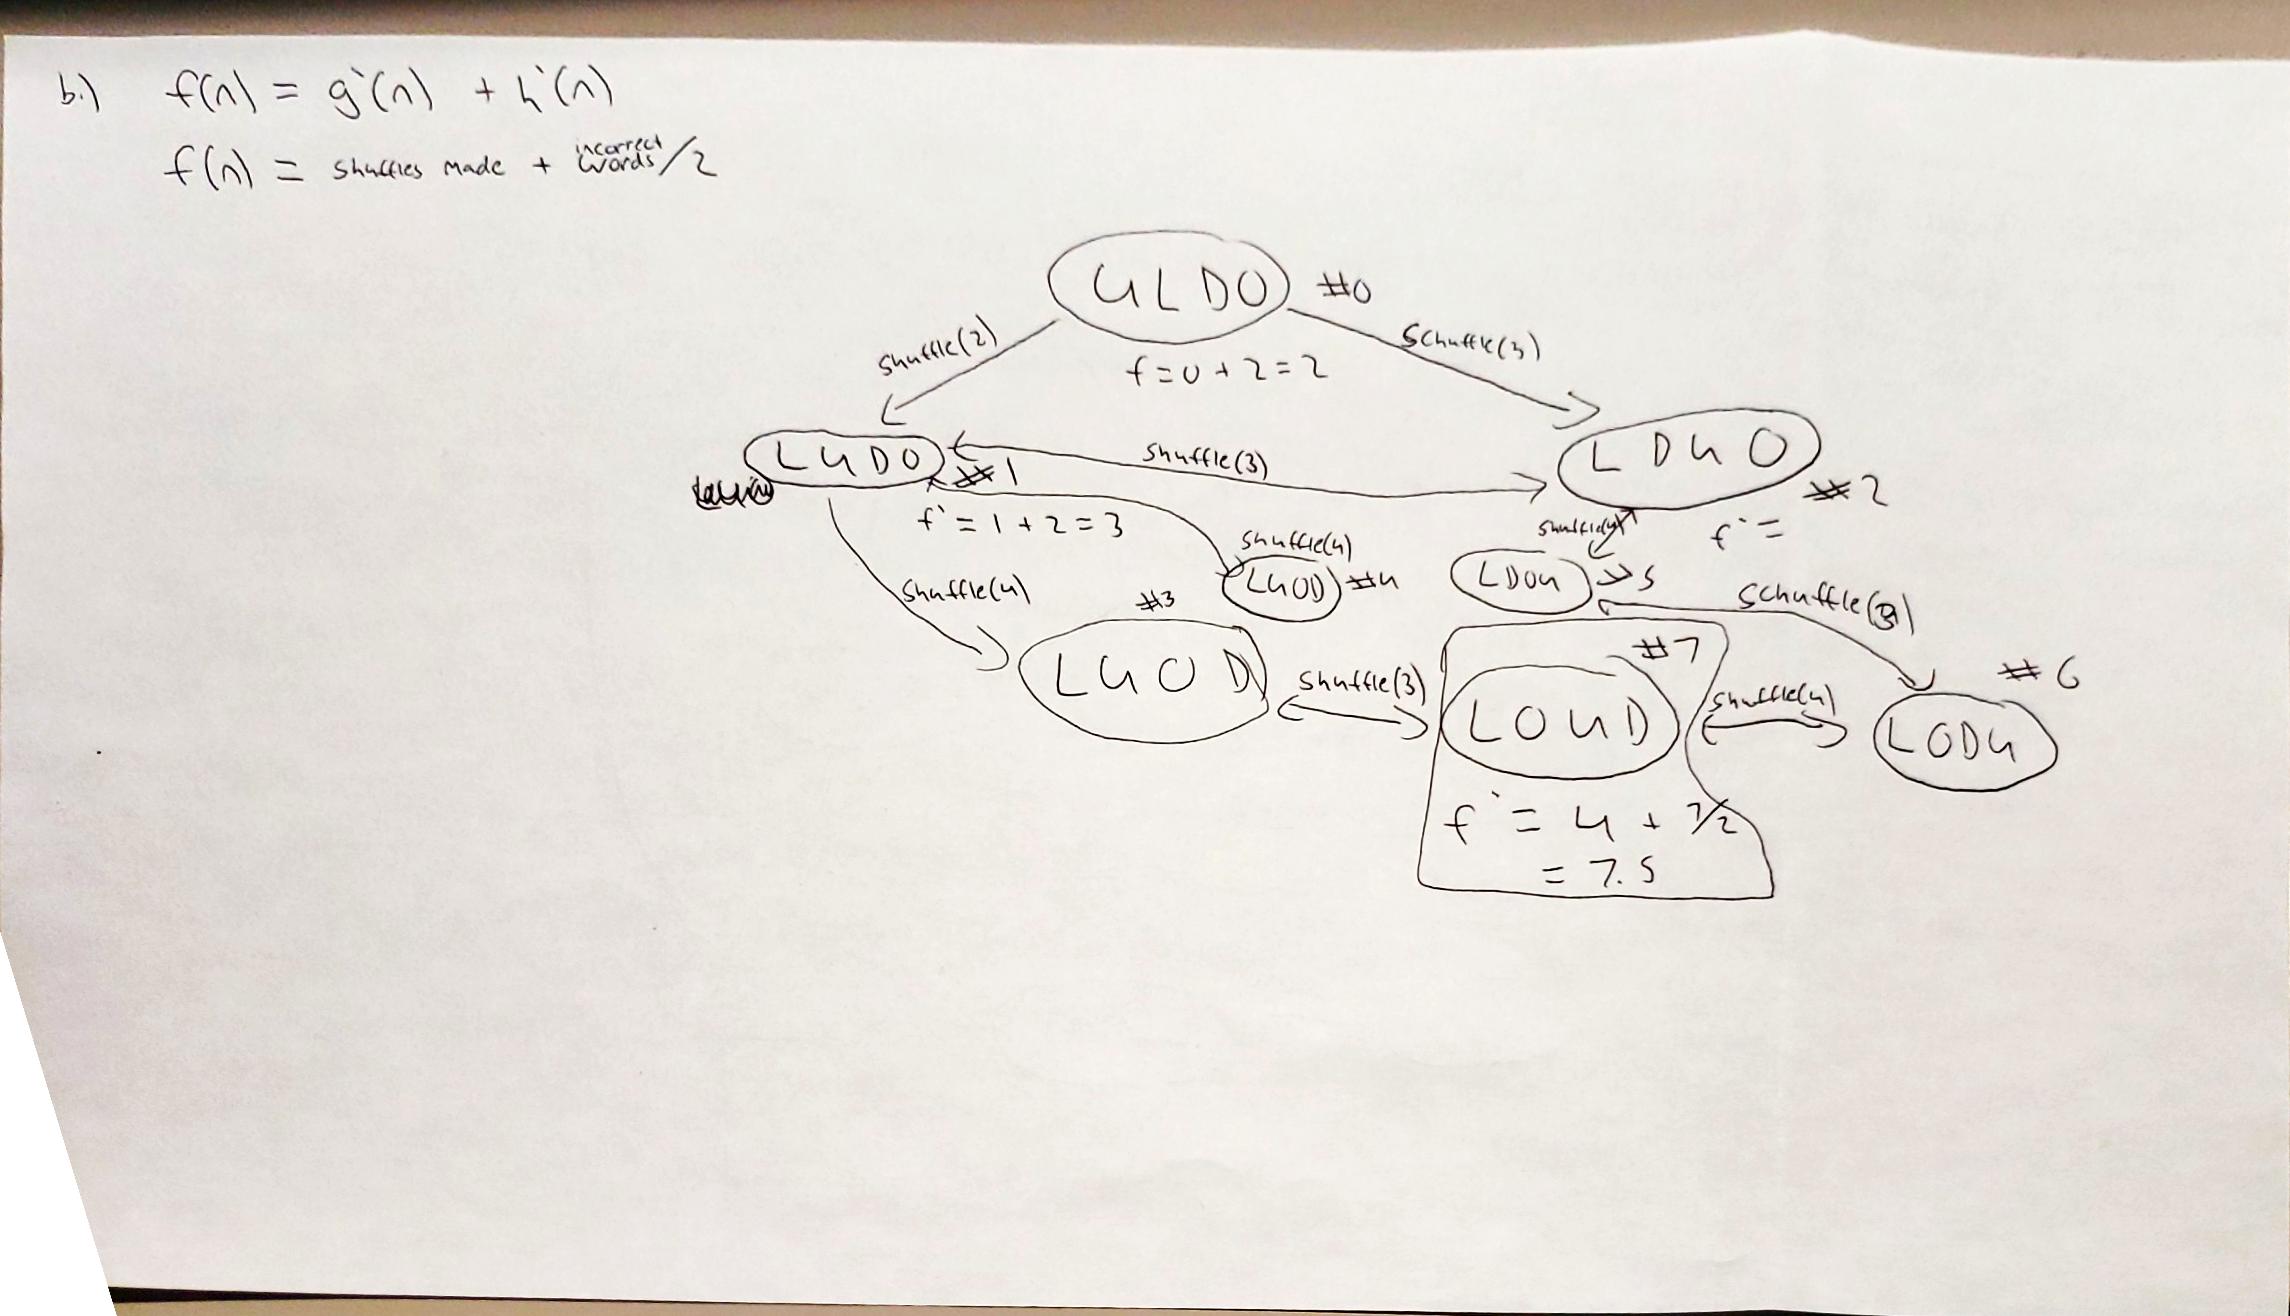 b.) f(n) = g`(n) + h`(n)
f(n) = shuffles made + incorrect words/2
ULDO #0
shuffle(2)
Schuffle(3)
f=0+2=2
LUDO #1
shuffle(3)
LDUO
#2
f` = 1+2=3
f` =
shuffle(4)
shuffle(4)
LUOD #4
LDOU 5
shuffle(4)
Schuffle(3)
#3
LUOD
shuffle(3)
#7
LOUD
shuffle(4)
#6
LODU
f` = 4 + 7/2
= 7.5